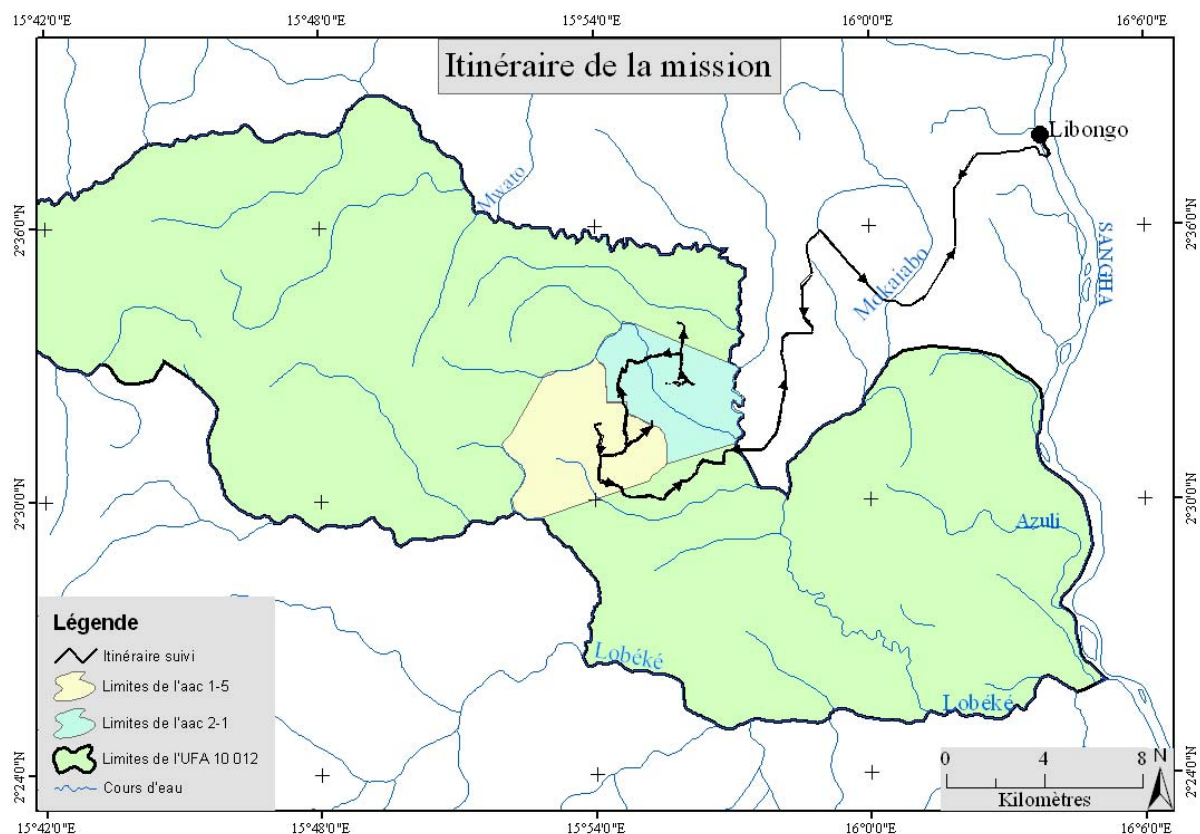 15°42'0"E
15°48'0"E
15°54'0"E
16°0'0"E
16°6'0"E
Itinéraire de la mission
Libongo
Mwato
2°36'0"N
2°36'0"N
SANGHA
Mokaiabo
2°30'0"N
2°30'0"N
Azuli
Légende
Itinéraire suivi
Limites de l'aac 1-5
Limites de l'aac 2-1
Limites de l'UFA 10 012
Cours d'eau
Lobéké
Lobéké
0 4 8
Kilomètres
N
2°24'0"N
2°24'0"N
15°42'0"E
15°48'0"E
15°54'0"E
16°0'0"E
16°6'0"E